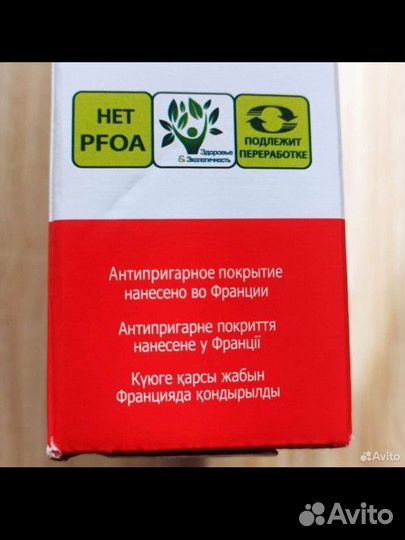 НЕТ
PFOA
Здоровье
& Экологичность
ПОДЛЕЖИТ
ПЕРЕРАБОТКЕ
Антипригарное покрытие
нанесено во Франции
Антипригарне покриття
нанесене у Франції
Күюге қарсы жабын
Францияда қондырылды
Avito
Avito